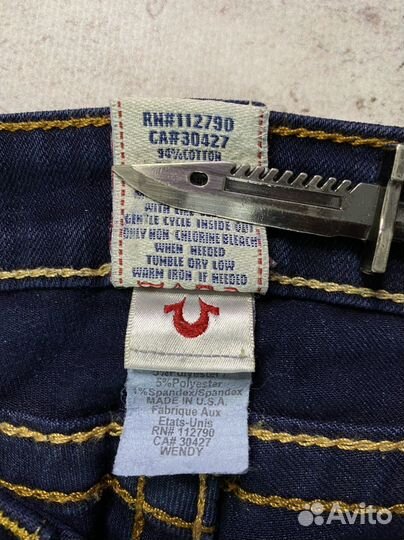 RN#112790
CA#30427
94%COTTON
GENTLE CYCLE INSIDE OUT
ONLY NON-CHLORINE BLEACH
WHEN NEEDED
TUMBLE DRY LOW
WARM IRON IF NEEDED
5%Polyester
1%Spandex/Spandex
MADE IN U.S.A.
Fabrique Aux
Etats-Unis
RN# 112790
CA# 30427
WENDY
Avito